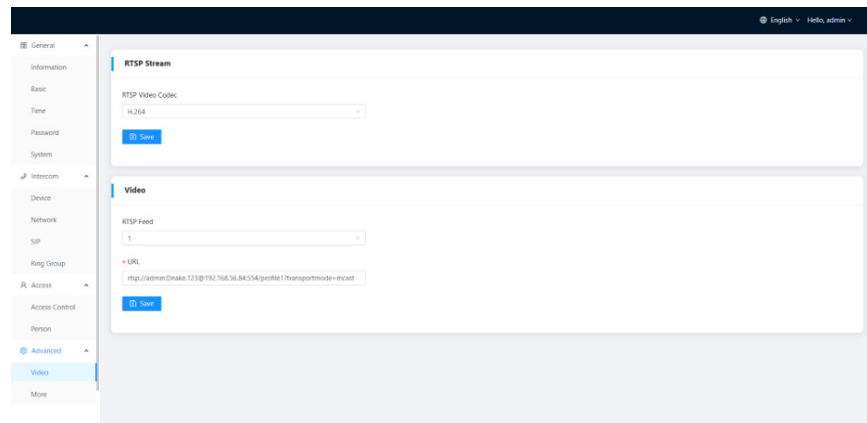 English
Hello, admin
General
Information
Basic
Time
Password
System
Intercom
Device
Network
SIP
Ring Group
Access
Access Control
Person
Advanced
Video
More
RTSP Stream
RTSP Video Codec
H.264
Save
Video
RTSP Feed
1
* URL
rtsp://admin:Dnake.123@192.168.56.84:554/profile1?transportmode=mcast
Save